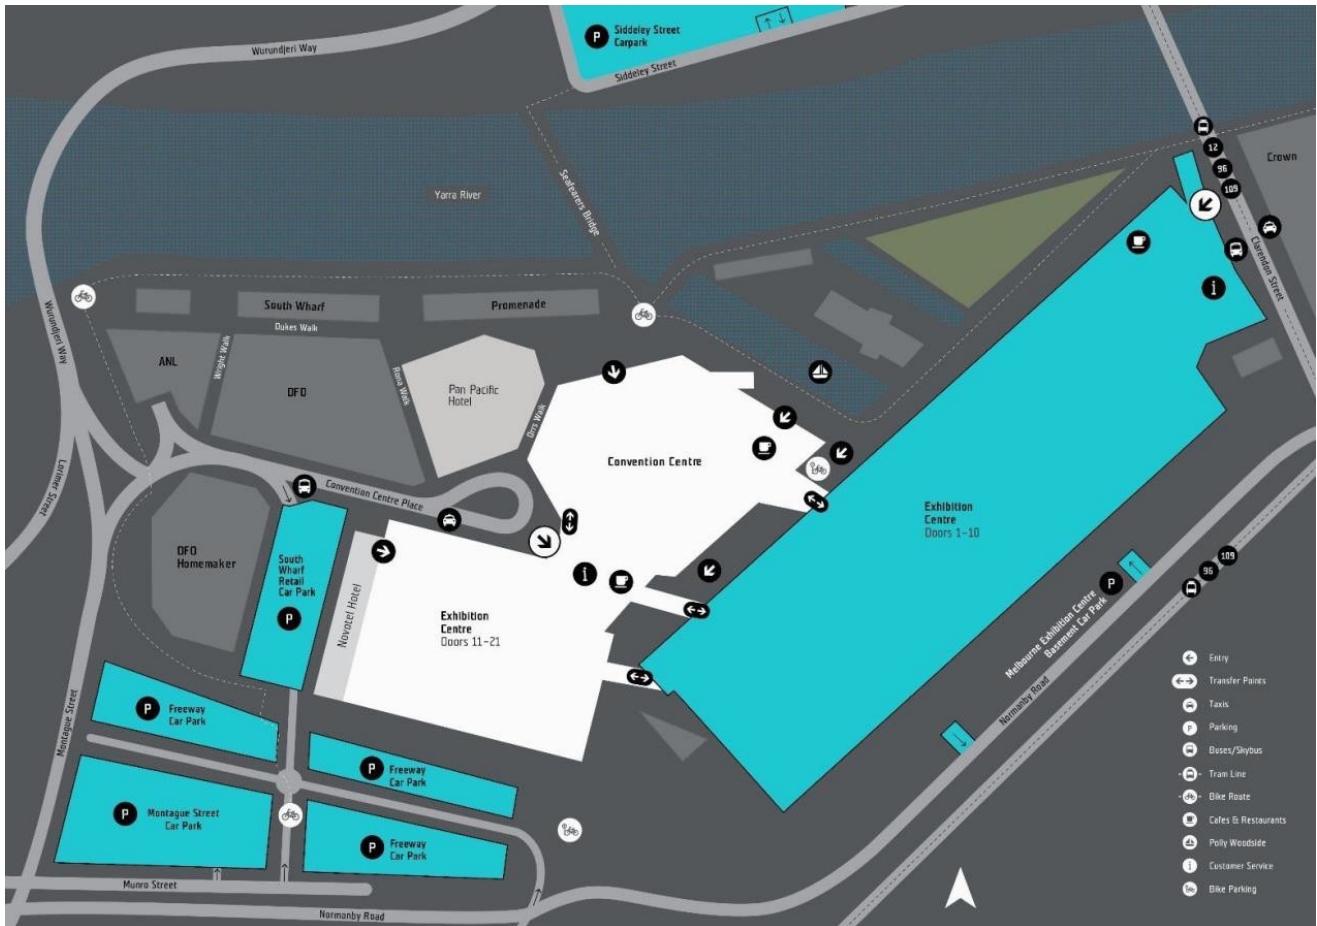 Siddeley Street
Carpark
P
Siddeley Street
Wurundjeri Way
Yarra River
Seafarers Bridge
12
96
109
Crown
Clarendon Street
i
Wurundjeri Way
South Wharf
Promenade
Dukes Walk
ANL
Wright Walk
DFO
Rona Walk
Pan Pacific
Hotel
Orrs Walk
Convention Centre
Lorimer Street
Convention Centre Place
DFO
Homemaker
South
Wharf
Retail
Car Park
P
Novotel Hotel
i
Exhibition
Centre
Doors 11-21
Exhibition
Centre
Doors 1-10
109
96
P
Melbourne Exhibition Centre
Basement Car Park
Normanby Road
Montague Street
P
Freeway
Car Park
P
Freeway
Car Park
P
Montague Street
Car Park
P
Freeway
Car Park
Munro Street
Normanby Road
Entry
Transfer Points
Taxis
P
Parking
Buses/Skybus
Tram Line
Bike Route
Cafes & Restaurants
Polly Woodside
i
Customer Service
Bike Parking